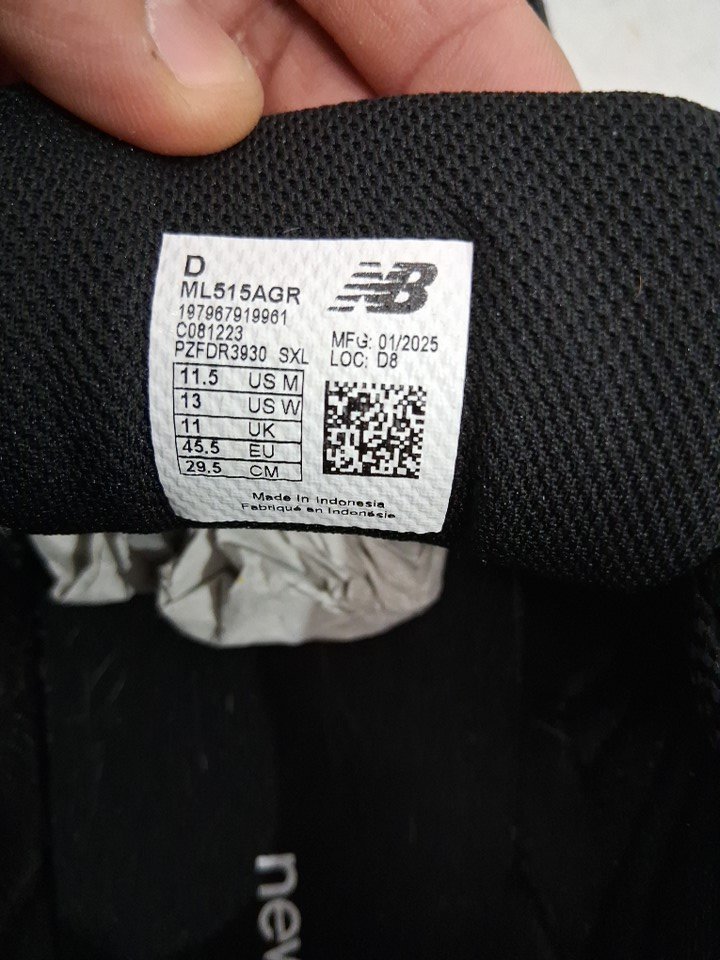 D
ML515AGR
197967919961
C081223
PZFDR3930 SXL
NB
MFG: 01/2025
LOC: D8
11.5 US M
13 US W
11 UK
45.5 EU
29.5 CM
Made in Indonesia
Fabriqué en Indonésie
new